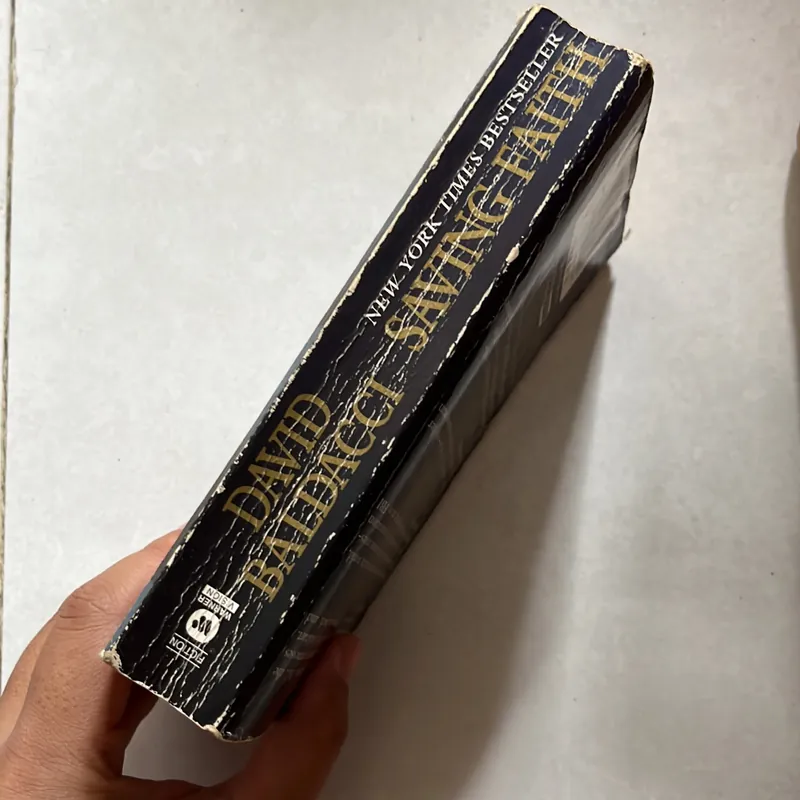 NEW YORK TIMES BESTSELLER
DAVID
BALDACCI
SAVING FAITH
FICTION
WARNER
VISION